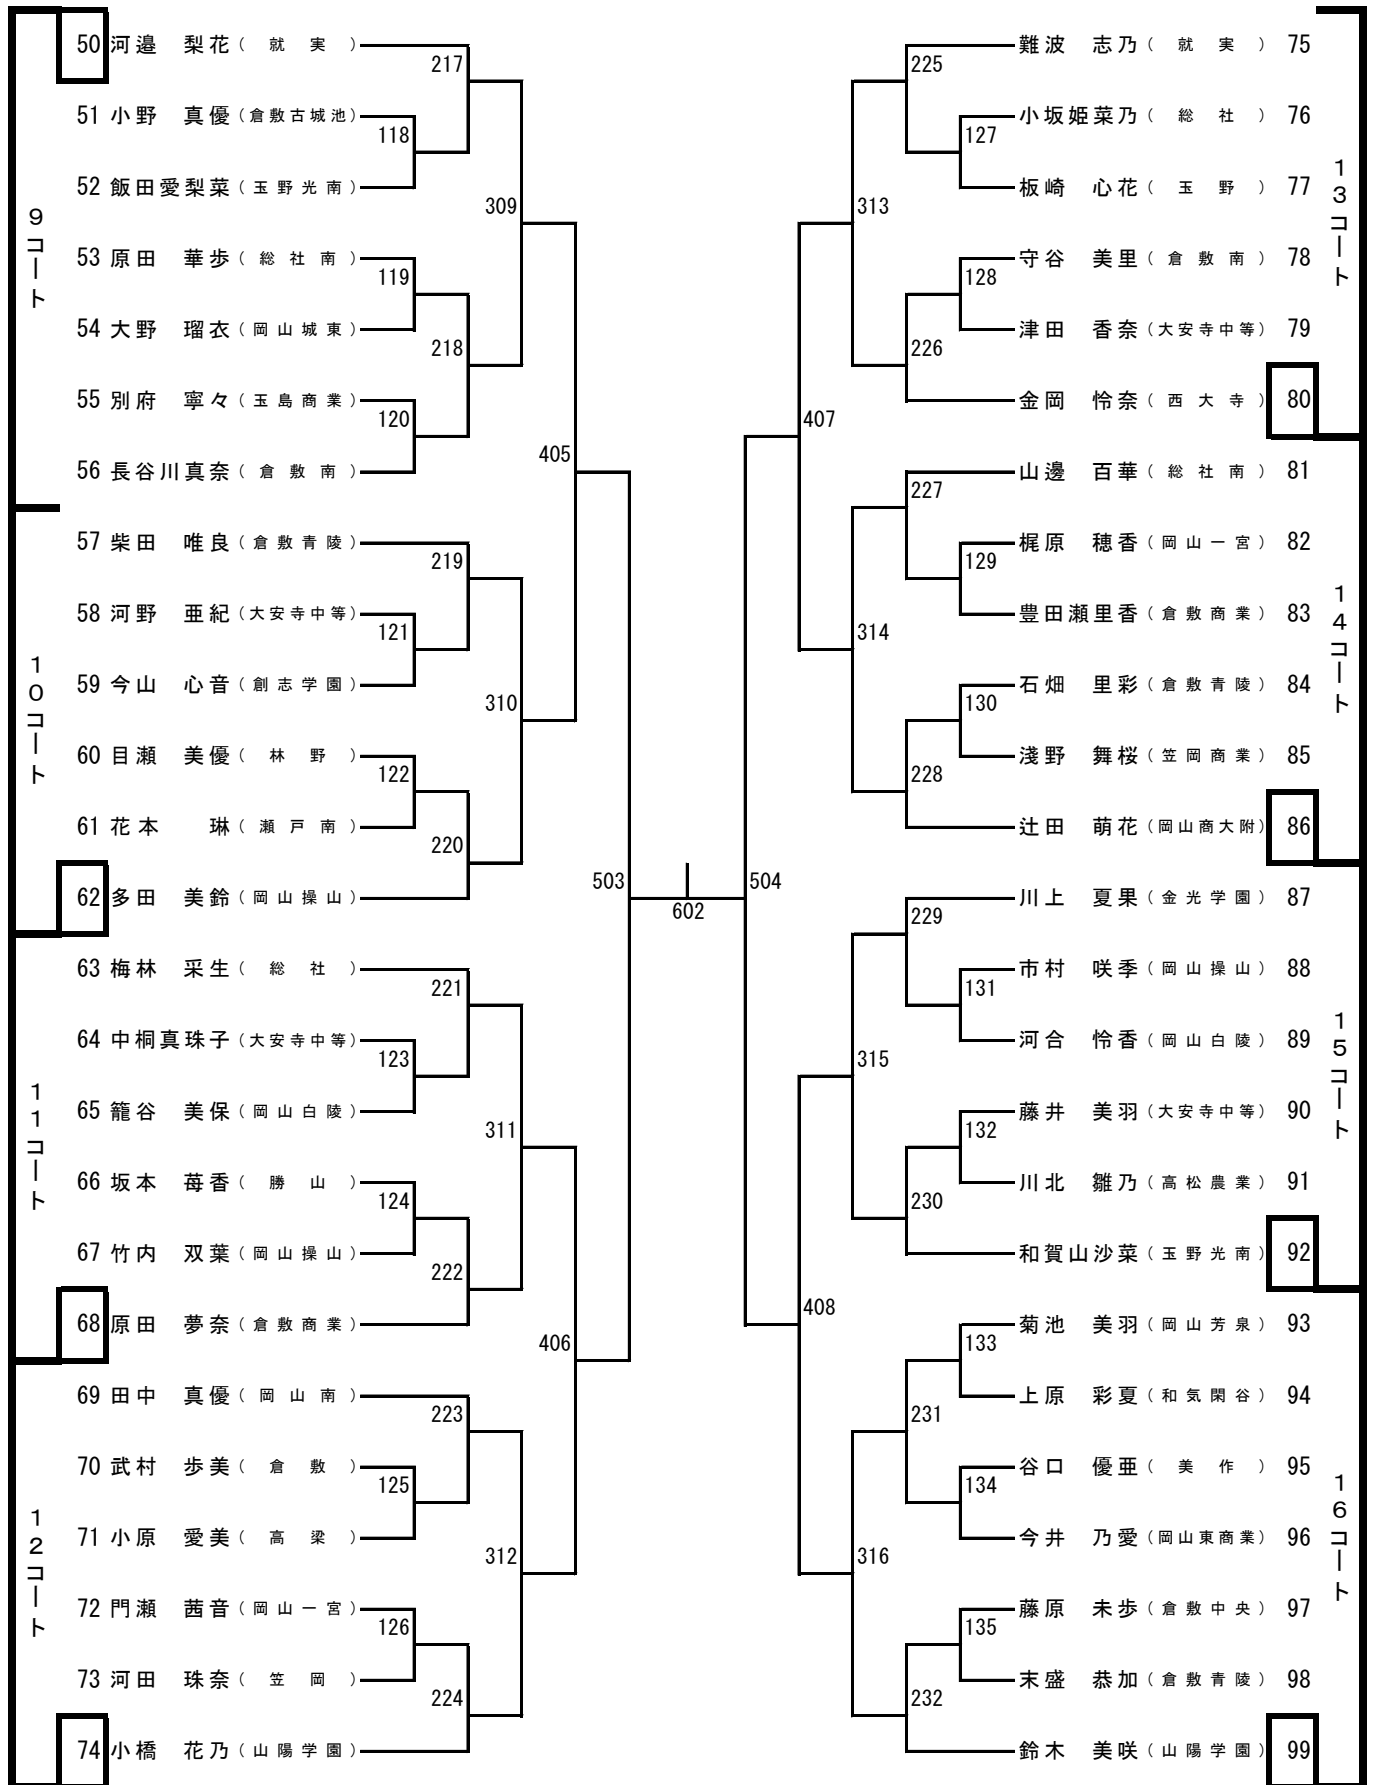 9コート
50 河邉 梨花 ( 就 実 )
51 小野 真優 (倉敷古城池)
52 飯田愛梨菜 ( 玉野光南 )
53 原田 華歩 ( 総 社 南 )
54 大野 瑠衣 ( 岡山城東 )
55 別府 寧々 ( 玉島商業 )
56 長谷川真奈 ( 倉 敷 南 )
10コート
57 柴田 唯良 ( 倉敷青陵 )
58 河野 亜紀 (大安寺中等)
59 今山 心音 ( 創志学園 )
60 目瀬 美優 ( 林 野 )
61 花本 琳 ( 瀬 戸 南 )
62 多田 美鈴 ( 岡山操山 )
11コート
63 梅林 采生 ( 総 社 )
64 中桐真珠子 (大安寺中等)
65 籠谷 美保 ( 岡山白陵 )
66 坂本 苺香 ( 勝 山 )
67 竹内 双葉 ( 岡山操山 )
68 原田 夢奈 ( 倉敷商業 )
12コート
69 田中 真優 ( 岡 山 南 )
70 武村 歩美 ( 倉 敷 )
71 小原 愛美 ( 高 梁 )
72 門瀬 茜音 ( 岡山一宮 )
73 河田 珠奈 ( 笠 岡 )
74 小橋 花乃 ( 山陽学園 )
118
119
120
121
122
123
124
125
126
217
218
219
220
221
222
223
224
309
310
311
312
405
406
503
602
504
407
408
313
314
315
316
225
226
227
228
229
230
231
232
127
128
129
130
131
132
133
134
135
難波 志乃 ( 就 実 ) 75
小坂姫菜乃 ( 総 社 ) 76
板崎 心花 ( 玉 野 ) 77
守谷 美里 ( 倉 敷 南 ) 78
津田 香奈 (大安寺中等) 79
金岡 怜奈 ( 西 大 寺 ) 80
13コート
山邊 百華 ( 総 社 南 ) 81
梶原 穂香 ( 岡山一宮 ) 82
豊田瀬里香 ( 倉敷商業 ) 83
石畑 里彩 ( 倉敷青陵 ) 84
淺野 舞桜 ( 笠岡商業 ) 85
辻田 萌花 (岡山商大附) 86
14コート
川上 夏果 ( 金光学園 ) 87
市村 咲季 ( 岡山操山 ) 88
河合 怜香 ( 岡山白陵 ) 89
藤井 美羽 (大安寺中等) 90
川北 雛乃 ( 高松農業 ) 91
和賀山沙菜 ( 玉野光南 ) 92
15コート
菊池 美羽 ( 岡山芳泉 ) 93
上原 彩夏 ( 和気閑谷 ) 94
谷口 優亜 ( 美 作 ) 95
今井 乃愛 (岡山東商業) 96
藤原 未歩 ( 倉敷中央 ) 97
末盛 恭加 ( 倉敷青陵 ) 98
鈴木 美咲 ( 山陽学園 ) 99
16コート